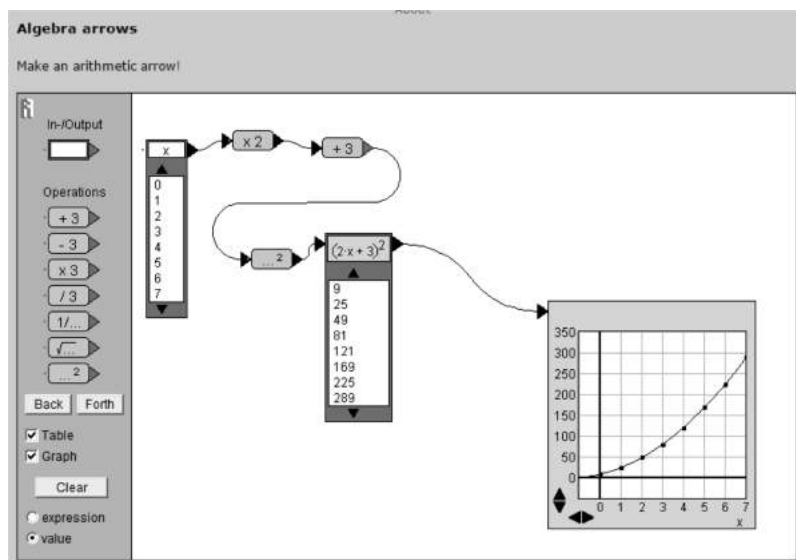 Algebra arrows
Make an arithmetic arrow!
In-/Output
Operations
+ 3
- 3
x 3
/ 3
1/...
√...
...²
Back Forth
Table
Graph
Clear
expression
value
x
0
1
2
3
4
5
6
7
x 2
+ 3
...²
(2·x + 3)²
9
25
49
81
121
169
225
289
350
300
250
200
150
100
50
0
0 1 2 3 4 5 6 7
x